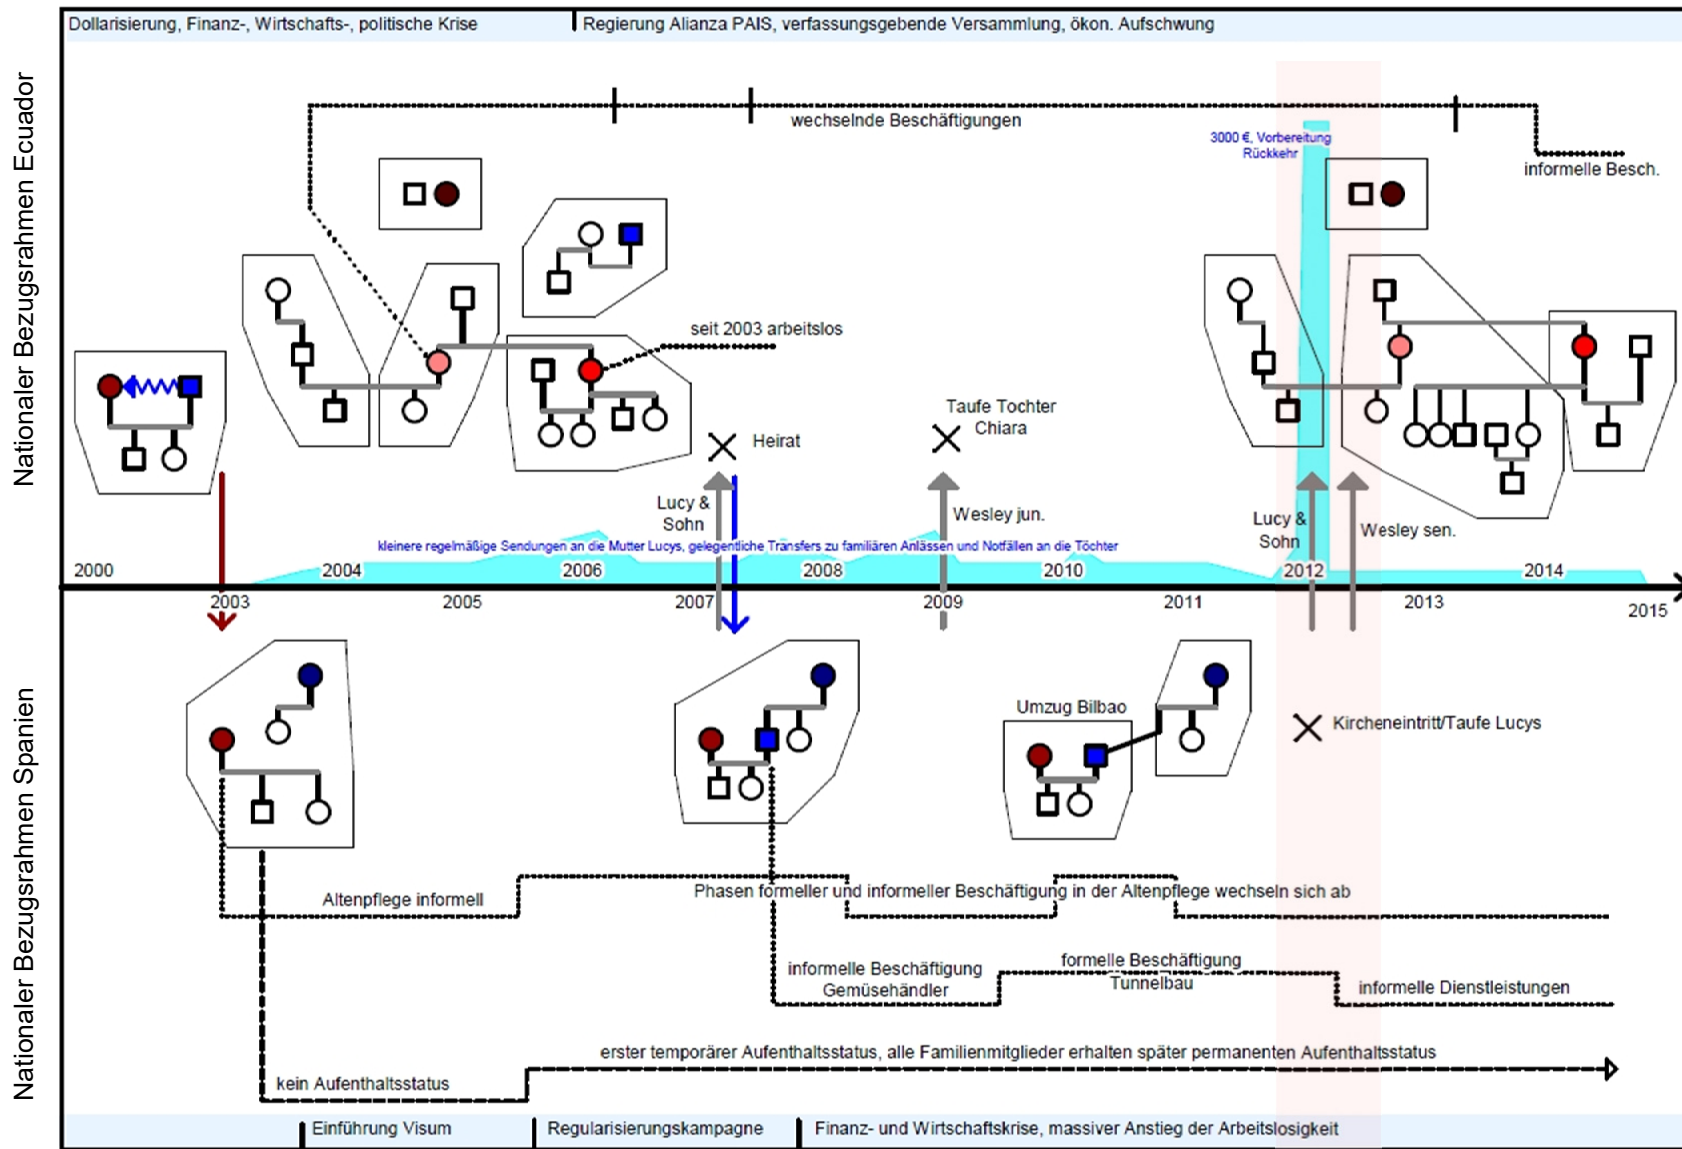 Dollarisierung, Finanz-, Wirtschafts-, politische Krise
Regierung Alianza PAIS, verfassungsgebende Versammlung, ökon. Aufschwung
Nationaler Bezugsrahmen Ecuador
wechselnde Beschäftigungen
3000 €, Vorbereitung
Rückkehr
informelle Besch.
seit 2003 arbeitslos
Heirat
Taufe Tochter
Chiara
Lucy &
Sohn
Wesley jun.
Lucy &
Sohn
Wesley sen.
kleinere regelmäßige Sendungen an die Mutter Lucys, gelegentliche Transfers zu familiären Anlässen und Notfällen an die Töchter
2000
2004
2006
2008
2010
2012
2014
2003
2005
2007
2009
2011
2013
2015
Nationaler Bezugsrahmen Spanien
Umzug Bilbao
Kircheneintritt/Taufe Lucys
Altenpflege informell
Phasen formeller und informeller Beschäftigung in der Altenpflege wechseln sich ab
informelle Beschäftigung
Gemüsehändler
formelle Beschäftigung
Tunnelbau
informelle Dienstleistungen
erster temporärer Aufenthaltsstatus, alle Familienmitglieder erhalten später permanenten Aufenthaltsstatus
kein Aufenthaltsstatus
Einführung Visum
Regularisierungskampagne
Finanz- und Wirtschaftskrise, massiver Anstieg der Arbeitslosigkeit